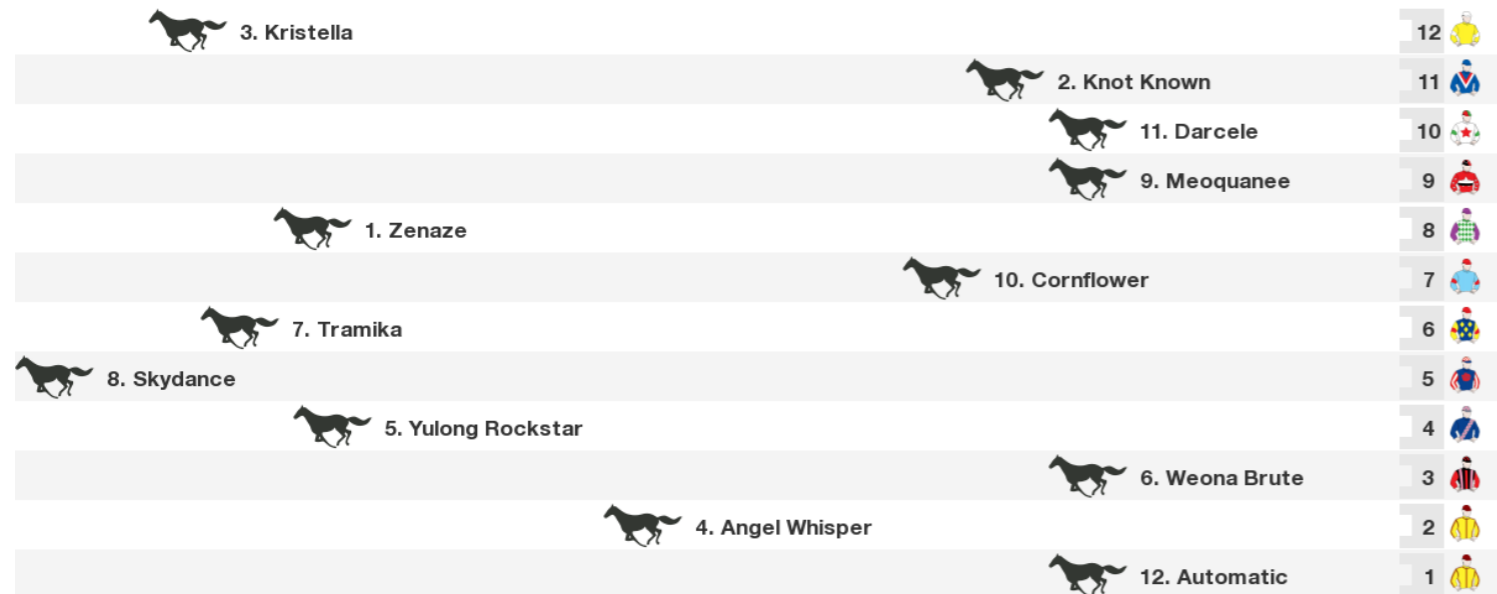 3. Kristella 12
2. Knot Known 11
11. Darcele 10
9. Meoquanee 9
1. Zenaze 8
10. Cornflower 7
7. Tramika 6
8. Skydance 5
5. Yulong Rockstar 4
6. Weona Brute 3
4. Angel Whisper 2
12. Automatic 1